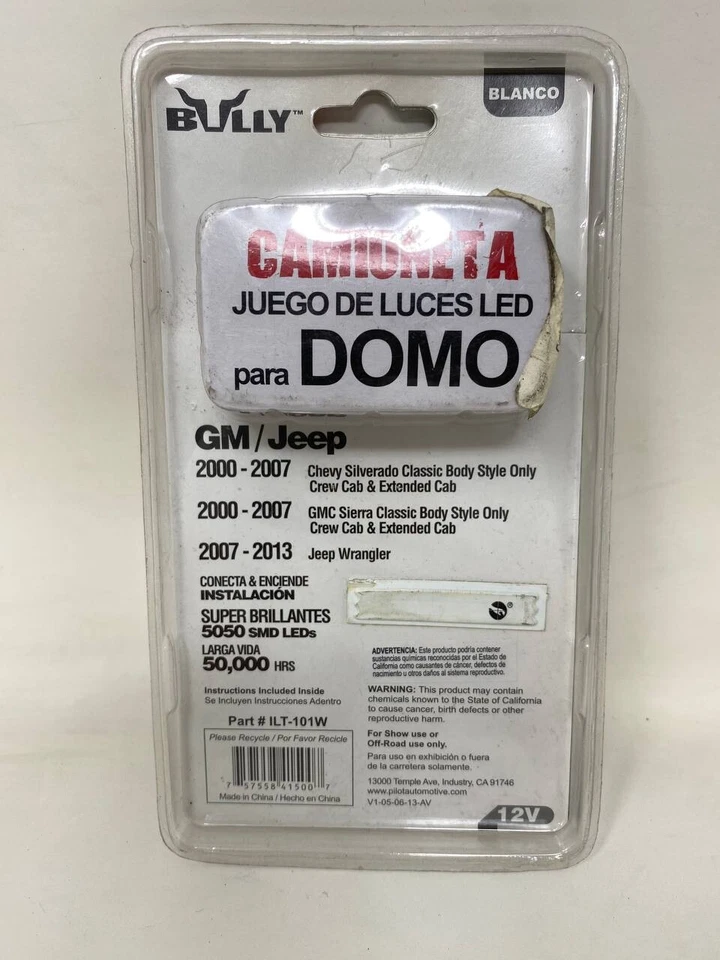 BULLY™
BLANCO
CAMIONETA
JUEGO DE LUCES LED
para DOMO
GM/Jeep
2000 - 2007 Chevy Silverado Classic Body Style Only
Crew Cab & Extended Cab
2000 - 2007 GMC Sierra Classic Body Style Only
Crew Cab & Extended Cab
2007 - 2013 Jeep Wrangler
CONECTA & ENCIENDE
INSTALACIÓN
SUPER BRILLANTES
5050 SMD LEDs
LARGA VIDA
50,000 HRS
Instructions Included Inside
Se Incluyen Instrucciones Adentro
Part # ILT-101W
Please Recycle / Por Favor Recicle
7 57558 41500 7
Made in China / Hecho en China
®
ADVERTENCIA: Este producto podría contener
sustancias químicas reconocidas por el Estado de
California como causantes de cáncer, defectos de
nacimiento u otros daños al sistema reproductivo.
WARNING: This product may contain
chemicals known to the State of California
to cause cancer, birth defects or other
reproductive harm.
For Show use or
Off-Road use only.
Para uso en exhibición o fuera
de la carretera solamente.
13000 Temple Ave, Industry, CA 91746
www.pilotautomotive.com
V1-05-06-13-AV
12V